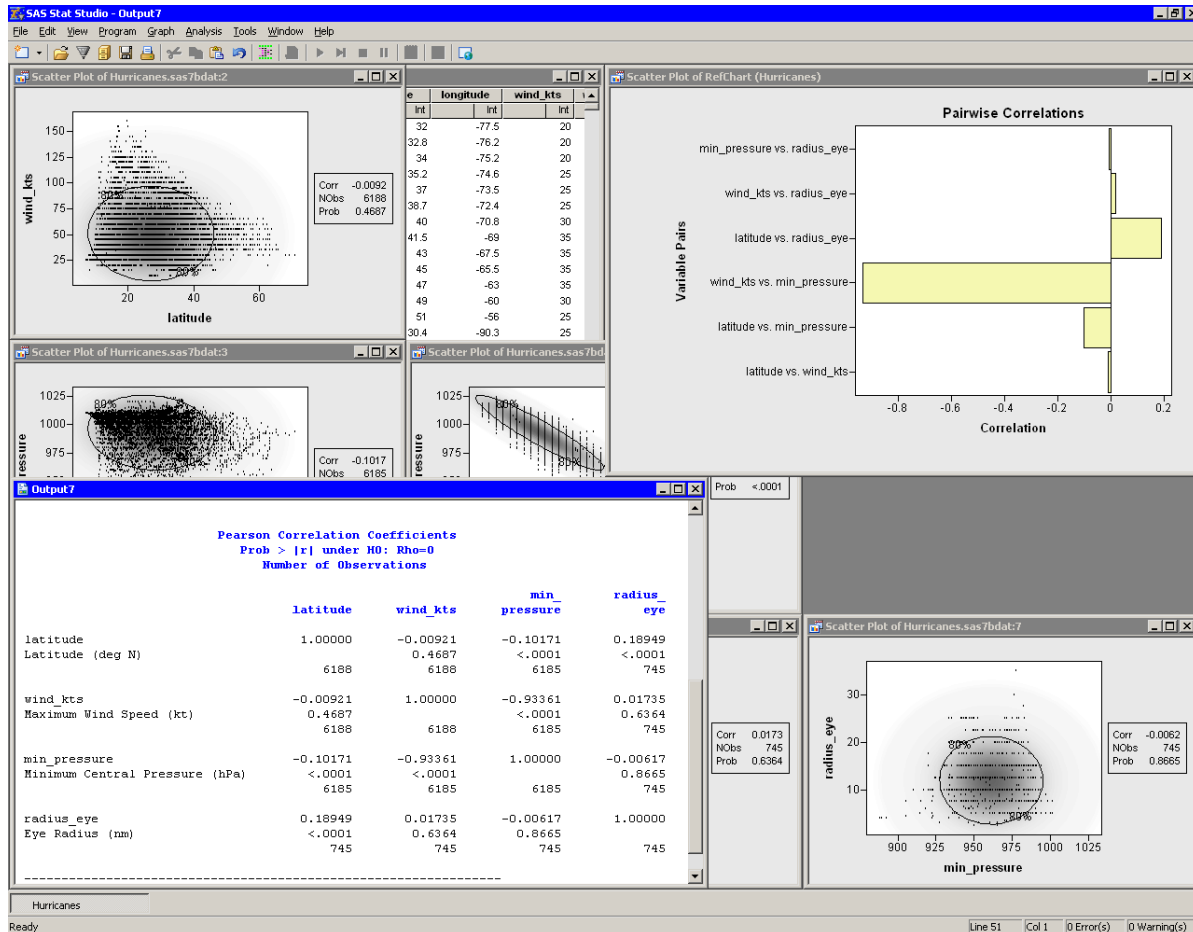 SAS Stat Studio - Output7
File Edit View Program Graph Analysis Tools Window Help
Scatter Plot of Hurricanes.sas7bdat:2
150
125
100
75
50
25
wind_kts
80%
80%
20 40 60
latitude
Corr -0.0092
NObs 6188
Prob 0.4687
e longitude wind_kts
Int Int Int
32 -77.5 20
32.8 -76.2 20
34 -75.2 20
35.2 -74.6 25
37 -73.5 25
38.7 -72.4 25
40 -70.8 30
41.5 -69 35
43 -67.5 35
45 -65.5 35
47 -63 35
49 -60 30
51 -56 25
30.4 -90.3 25
Scatter Plot of RefChart (Hurricanes)
Pairwise Correlations
Variable Pairs
min_pressure vs. radius_eye
wind_kts vs. radius_eye
latitude vs. radius_eye
wind_kts vs. min_pressure
latitude vs. min_pressure
latitude vs. wind_kts
-0.8 -0.6 -0.4 -0.2 0 0.2
Correlation
Scatter Plot of Hurricanes.sas7bdat:3
1025
1000
975
ressure
80%
Corr -0.1017
NObs 6185
Scatter Plot of Hurricanes.sas7bd
1025
1000
975
ressure
80%
80%
Prob <.0001
Output7
Pearson Correlation Coefficients
Prob > |r| under H0: Rho=0
Number of Observations
min_ radius_
latitude wind_kts pressure eye
latitude 1.00000 -0.00921 -0.10171 0.18949
Latitude (deg N) 0.4687 <.0001 <.0001
6188 6188 6185 745
wind_kts -0.00921 1.00000 -0.93361 0.01735
Maximum Wind Speed (kt) 0.4687 <.0001 0.6364
6188 6188 6185 745
min_pressure -0.10171 -0.93361 1.00000 -0.00617
Minimum Central Pressure (hPa) <.0001 <.0001 0.8665
6185 6185 6185 745
radius_eye 0.18949 0.01735 -0.00617 1.00000
Eye Radius (nm) <.0001 0.6364 0.8665
745 745 745 745
Corr 0.0173
NObs 745
Prob 0.6364
Scatter Plot of Hurricanes.sas7bdat:7
30
20
10
radius_eye
80%
80%
900 925 950 975 1000 1025
min_pressure
Corr -0.0062
NObs 745
Prob 0.8665
Hurricanes
Ready
Line 51 Col 1 0 Error(s) 0 Warning(s)